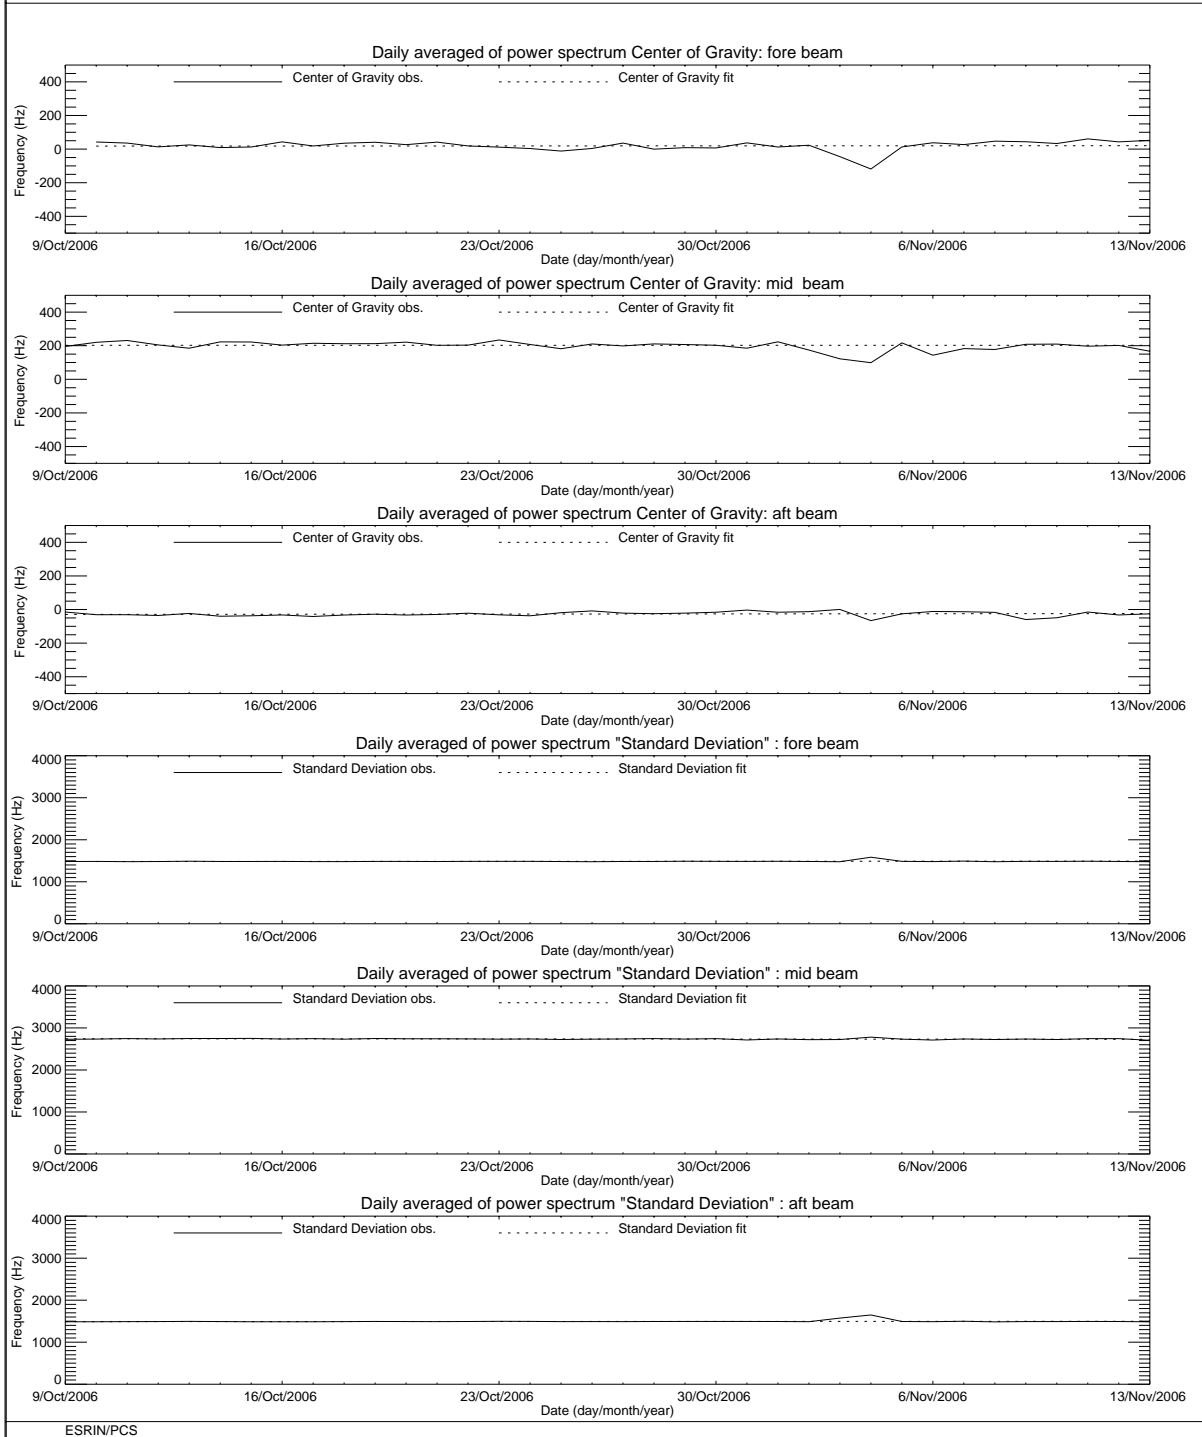 Daily averaged of power spectrum Center of Gravity: fore beam
Center of Gravity obs. Center of Gravity fit
400
200
0
-200
-400
Frequency (Hz)
9/Oct/2006 16/Oct/2006 23/Oct/2006 30/Oct/2006 6/Nov/2006 13/Nov/2006
Date (day/month/year)
Daily averaged of power spectrum Center of Gravity: mid beam
Center of Gravity obs. Center of Gravity fit
400
200
0
-200
-400
Frequency (Hz)
9/Oct/2006 16/Oct/2006 23/Oct/2006 30/Oct/2006 6/Nov/2006 13/Nov/2006
Date (day/month/year)
Daily averaged of power spectrum Center of Gravity: aft beam
Center of Gravity obs. Center of Gravity fit
400
200
0
-200
-400
Frequency (Hz)
9/Oct/2006 16/Oct/2006 23/Oct/2006 30/Oct/2006 6/Nov/2006 13/Nov/2006
Date (day/month/year)
Daily averaged of power spectrum "Standard Deviation" : fore beam
Standard Deviation obs. Standard Deviation fit
4000
3000
2000
1000
0
Frequency (Hz)
9/Oct/2006 16/Oct/2006 23/Oct/2006 30/Oct/2006 6/Nov/2006 13/Nov/2006
Date (day/month/year)
Daily averaged of power spectrum "Standard Deviation" : mid beam
Standard Deviation obs. Standard Deviation fit
4000
3000
2000
1000
0
Frequency (Hz)
9/Oct/2006 16/Oct/2006 23/Oct/2006 30/Oct/2006 6/Nov/2006 13/Nov/2006
Date (day/month/year)
Daily averaged of power spectrum "Standard Deviation" : aft beam
Standard Deviation obs. Standard Deviation fit
4000
3000
2000
1000
0
Frequency (Hz)
9/Oct/2006 16/Oct/2006 23/Oct/2006 30/Oct/2006 6/Nov/2006 13/Nov/2006
Date (day/month/year)
ESRIN/PCS